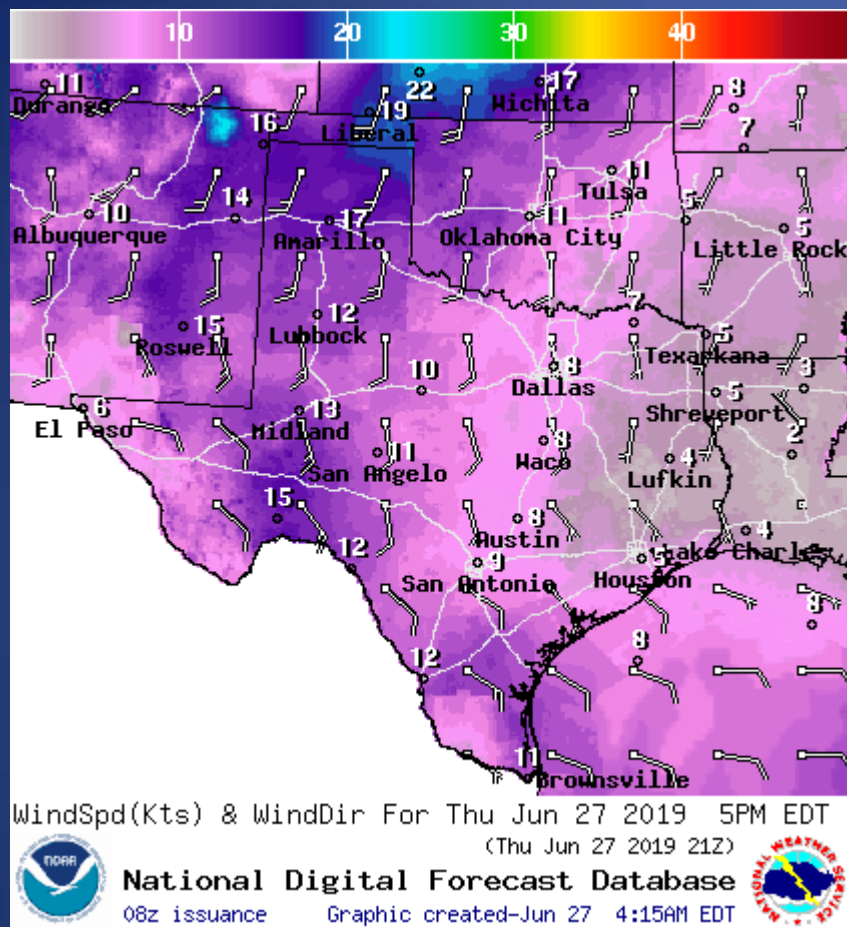 10 20 30 40
11 22 17 8
Durango Wichita
19
Liberal
16 7
11
Tulsa
10 14 17 11 5 5
Albuquerque Amarillo Oklahoma City Little Rock
15 12 7 5
Roswell Lubbock Texarkana
8
Dallas
10 5 3
6 13 Shreveport
El Paso Midland
11 8 4 2
San Angelo Waco Lufkin
15 8 4
Austin Lake Charles
12 9 5
San Antonio Houston
8
12 8
11
Brownsville
WindSpd(Kts) & WindDir For Thu Jun 27 2019 5PM EDT
(Thu Jun 27 2019 21Z)
NOAA
National Digital Forecast Database
08z issuance Graphic created-Jun 27 4:15AM EDT
NATIONAL WEATHER SERVICE